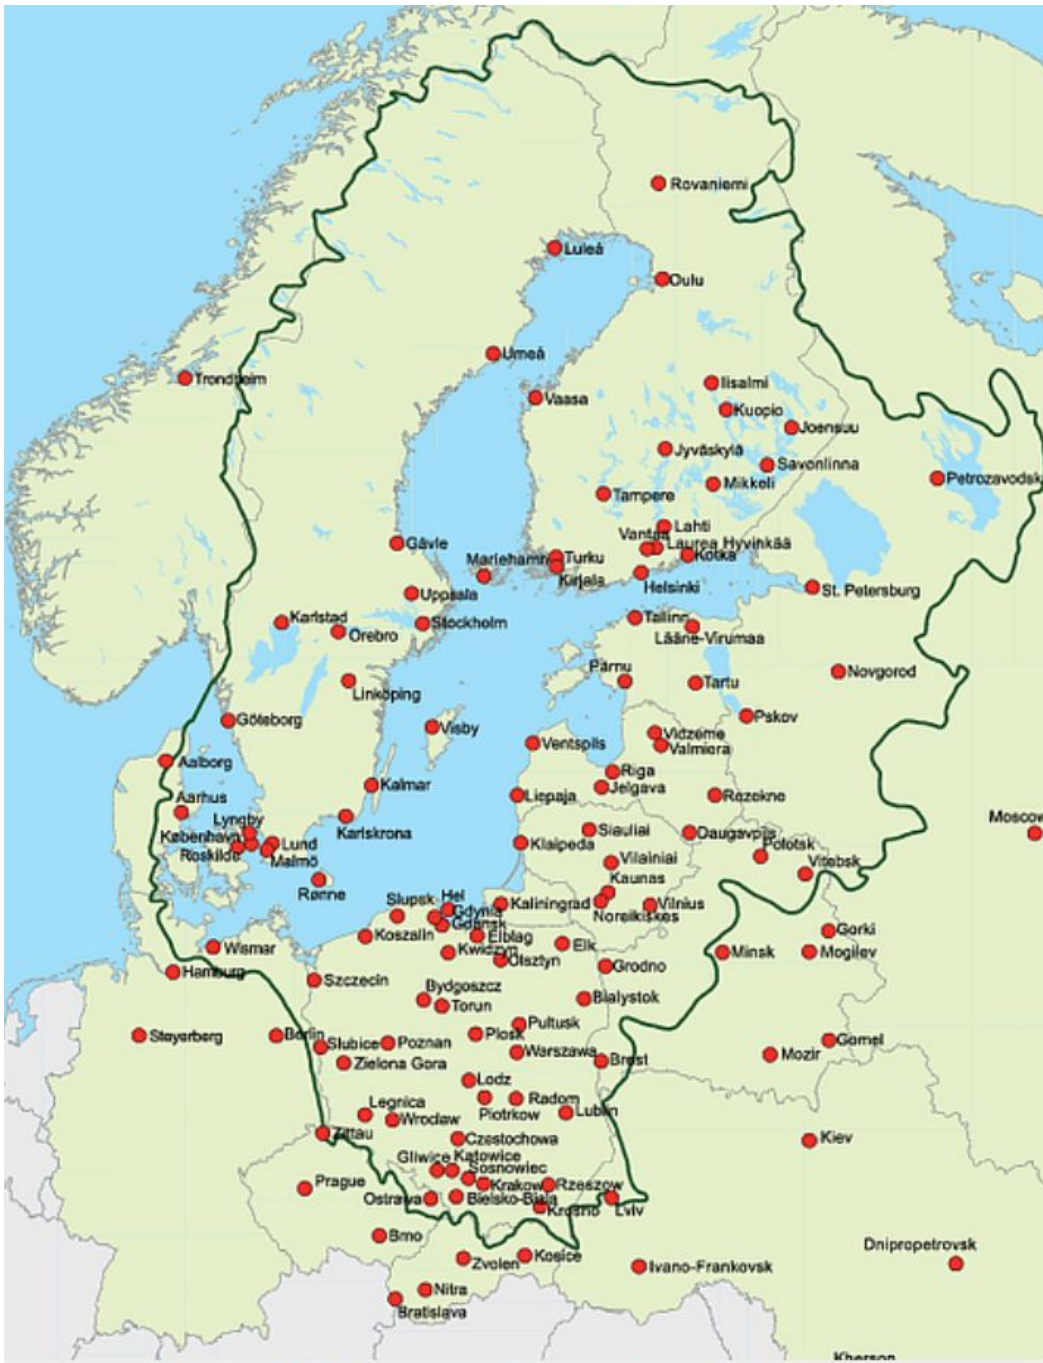 Rovaniemi
Luleå
Oulu
Umeå
Trondheim
Iisalmi
Vaasa
Kuopio
Joensuu
Jyväskylä
Savonlinna
Petrozavodsk
Mikkeli
Tampere
Lahti
Vantaa
Laurea Hyvinkää
Gävle
Mariehamn
Turku
Kotka
Kirjala
Helsinki
St. Petersburg
Uppsala
Karlstad
Stockholm
Tallinn
Orebro
Lääne-Virumaa
Pärnu
Novgorod
Linköping
Tartu
Göteborg
Pskov
Visby
Vidzeme
Ventspils
Valmiera
Aalborg
Riga
Kalmar
Jelgava
Aarhus
Liepaja
Rezekne
Lyngby
Karlskrona
Moscow
København
Siauliai
Daugavpils
Lund
Klaipeda
Polotsk
Roskilde
Malmö
Vilainiai
Vitebsk
Rønne
Kaunas
Slupsk
Hel
Kaliningrad
Vilnius
Gdynia
Noreikiskes
Gdansk
Gorki
Koszalin
Elblag
Wismar
Kwidzyn
Elk
Minsk
Mogilev
Olsztyn
Hamburg
Grodno
Szczecin
Bydgoszcz
Bialystok
Torun
Pultusk
Steyerberg
Berlin
Plosk
Gomel
Slubice
Poznan
Warszawa
Mozir
Zielona Gora
Brest
Lodz
Legnica
Radom
Piotrkow
Lublin
Wroclaw
Zittau
Czestochowa
Kiev
Gliwice
Katowice
Sosnowiec
Prague
Krakow
Rzeszow
Ostrawa
Bielsko-Biala
Krosno
Lviv
Brno
Dnipropetrovsk
Kosice
Zvolen
Ivano-Frankovsk
Nitra
Bratislava
Kherson